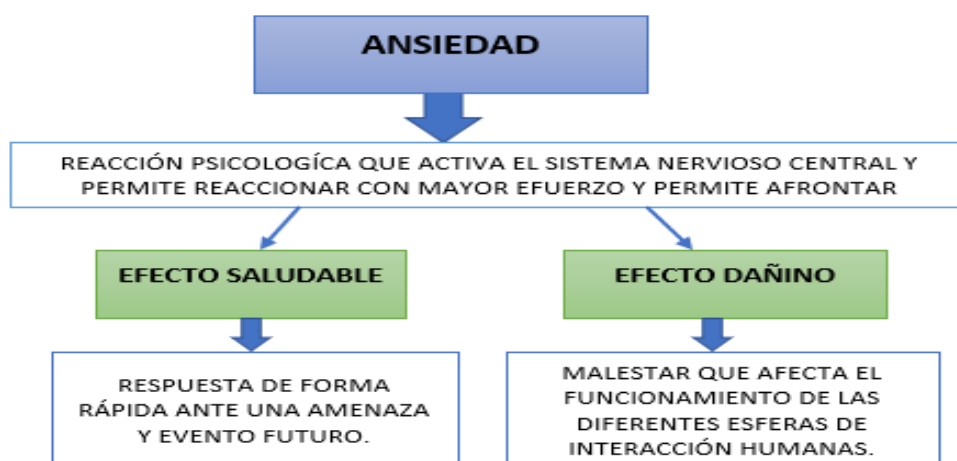 ANSIEDAD
REACCIÓN PSICOLOGÍCA QUE ACTIVA EL SISTEMA NERVIOSO CENTRAL Y
PERMITE REACCIONAR CON MAYOR EFUERZO Y PERMITE AFRONTAR
EFECTO SALUDABLE
RESPUESTA DE FORMA
RÁPIDA ANTE UNA AMENAZA
Y EVENTO FUTURO.
EFECTO DAÑINO
MALESTAR QUE AFECTA EL
FUNCIONAMIENTO DE LAS
DIFERENTES ESFERAS DE
INTERACCIÓN HUMANAS.